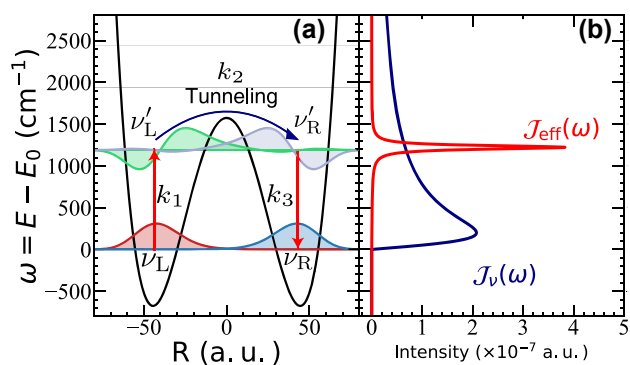 (a)
(b)
k₂
Tunneling
ν′L
ν′R
k₁
k₃
νL
νR
ω = E − E₀ (cm⁻¹)
2500
2000
1500
1000
500
0
−500
−50
0
50
R (a. u.)
𝒥eff(ω)
𝒥ν(ω)
0
1
2
3
4
5
Intensity (×10⁻⁷ a. u.)